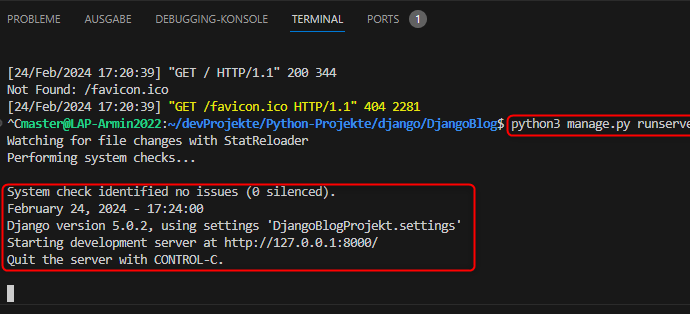 PROBLEME AUSGABE DEBUGGING-KONSOLE TERMINAL PORTS 1
[24/Feb/2024 17:20:39] "GET / HTTP/1.1" 200 344
Not Found: /favicon.ico
[24/Feb/2024 17:20:39] "GET /favicon.ico HTTP/1.1" 404 2281
^Cmaster@LAP-Armin2022:~/devProjekte/Python-Projekte/django/DjangoBlog$ python3 manage.py runserve
Watching for file changes with StatReloader
Performing system checks...
System check identified no issues (0 silenced).
February 24, 2024 - 17:24:00
Django version 5.0.2, using settings 'DjangoBlogProjekt.settings'
Starting development server at http://127.0.0.1:8000/
Quit the server with CONTROL-C.